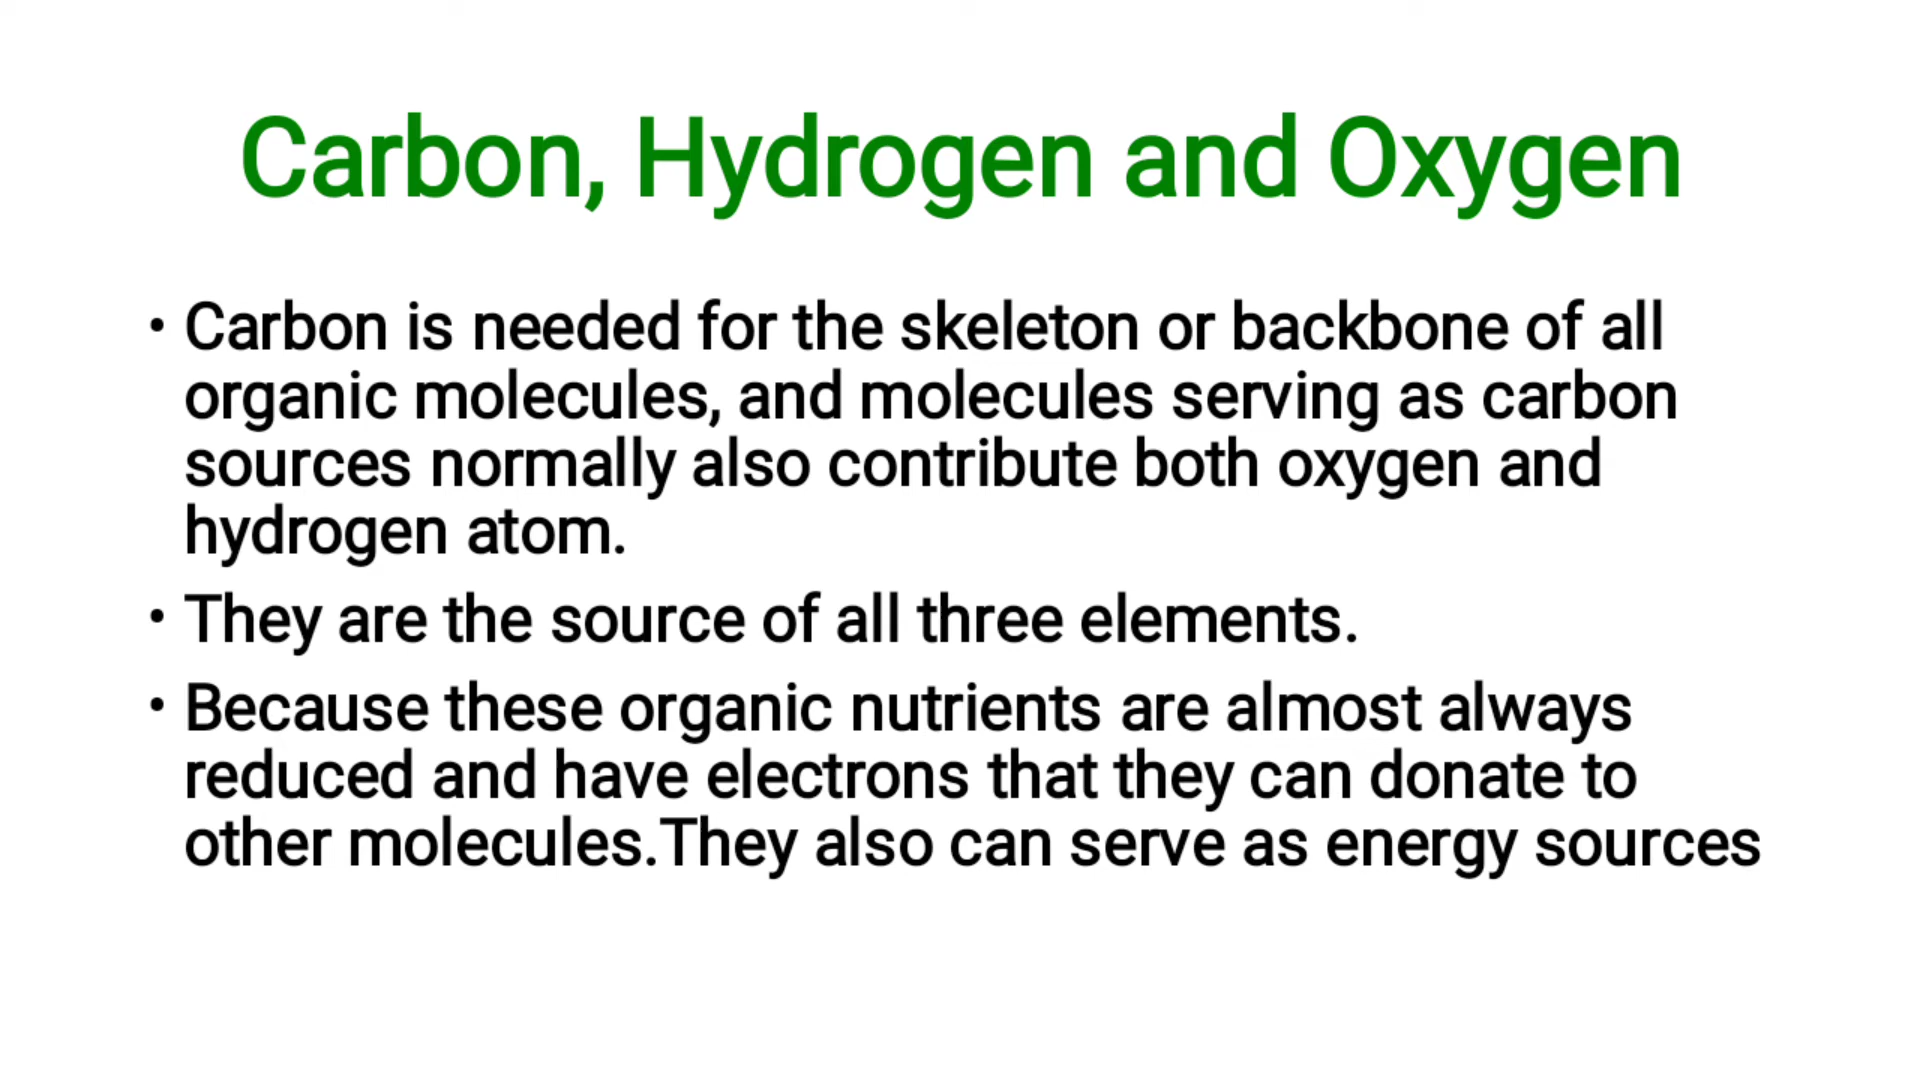 Carbon, Hydrogen and Oxygen
• Carbon is needed for the skeleton or backbone of all
organic molecules, and molecules serving as carbon
sources normally also contribute both oxygen and
hydrogen atom.
• They are the source of all three elements.
• Because these organic nutrients are almost always
reduced and have electrons that they can donate to
other molecules.They also can serve as energy sources